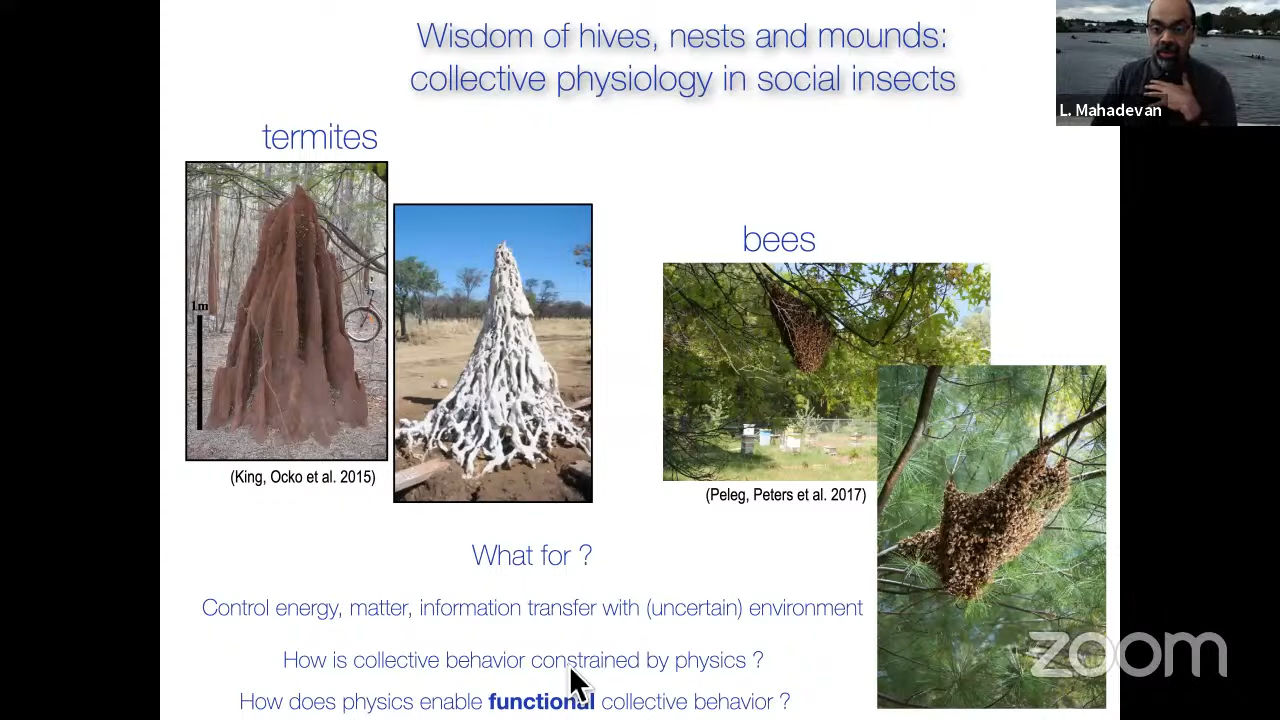 Wisdom of hives, nests and mounds:
collective physiology in social insects
L. Mahadevan
termites
1m
(King, Ocko et al. 2015)
bees
(Peleg, Peters et al. 2017)
What for ?
Control energy, matter, information transfer with (uncertain) environment
How is collective behavior constrained by physics ?
How does physics enable functional collective behavior ?
zoom